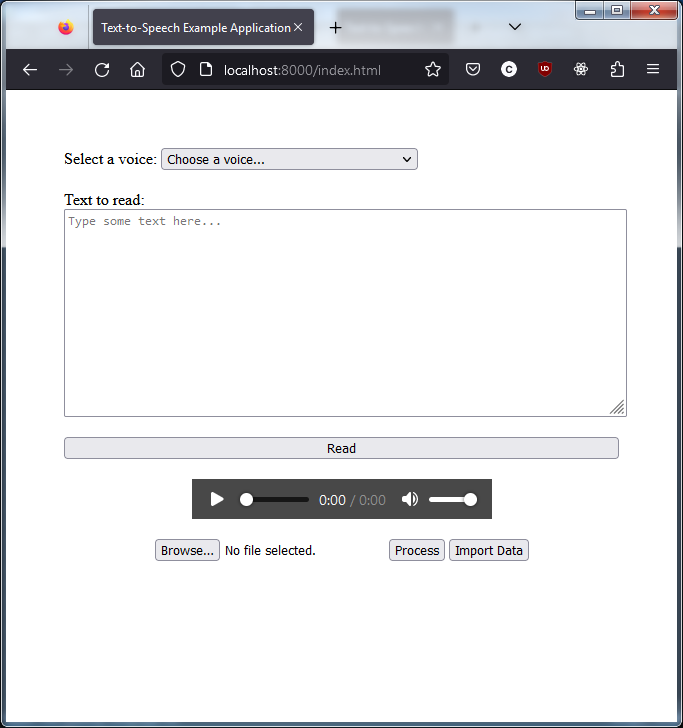 Text-to-Speech Example Application
localhost:8000/index.html
C
UD
Select a voice: Choose a voice...
Text to read:
Type some text here...
Read
0:00 / 0:00
Browse... No file selected. Process Import Data